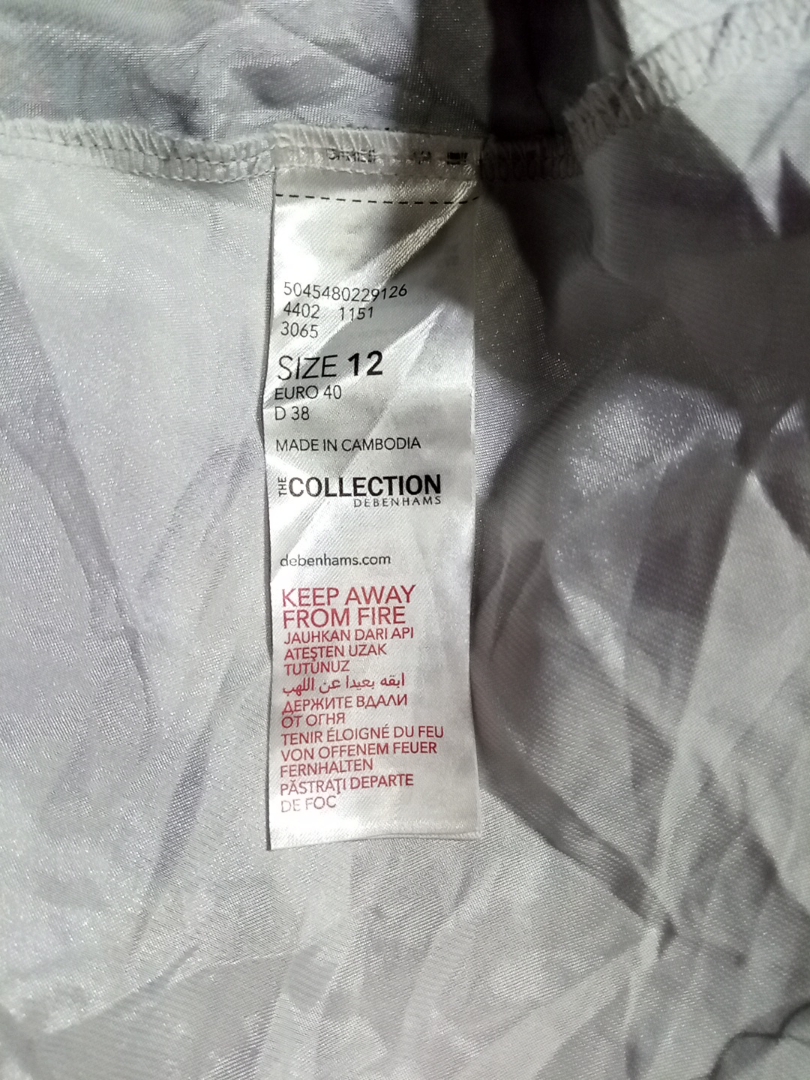 5045480229126
4402 1151
3065
SIZE 12
EURO 40
D 38
MADE IN CAMBODIA
THE COLLECTION
DEBENHAMS
debenhams.com
KEEP AWAY
FROM FIRE
JAUHKAN DARI API
ATEŞTEN UZAK
TUTUNUZ
ابقه بعيدا عن اللهب
ДЕРЖИТЕ ВДАЛИ
ОТ ОГНЯ
TENIR ÉLOIGNÉ DU FEU
VON OFFENEM FEUER
FERNHALTEN
PĂSTRAŢI DEPARTE
DE FOC